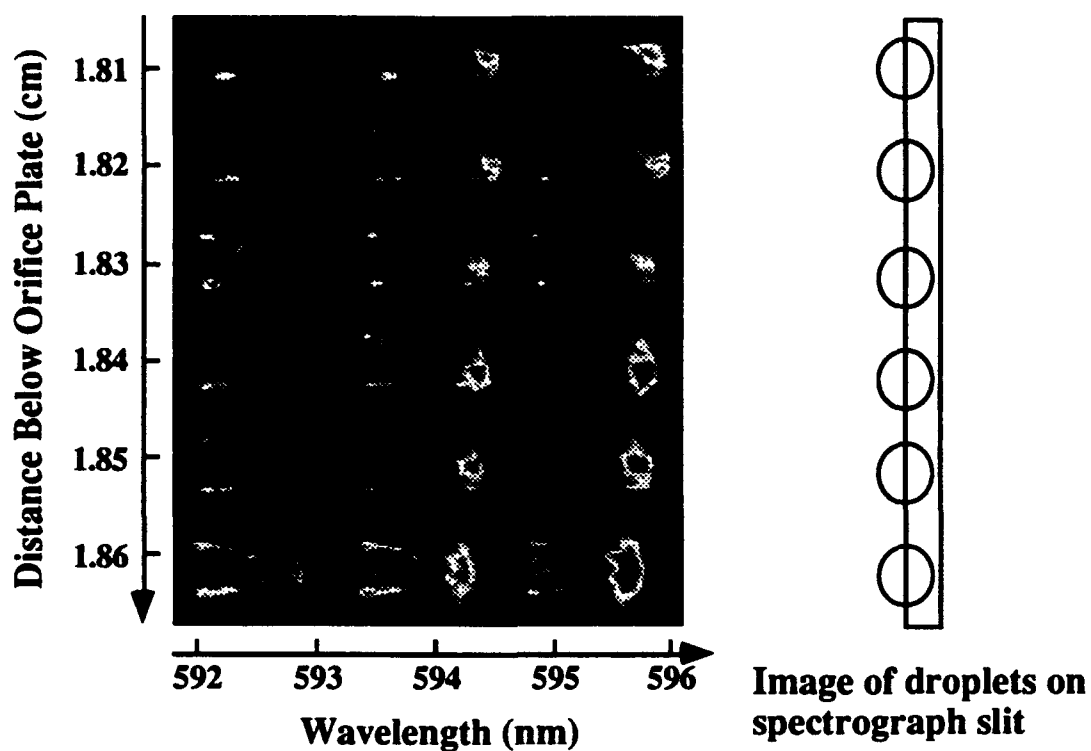 Distance Below Orifice Plate (cm)
1.81
1.82
1.83
1.84
1.85
1.86
592 593 594 595 596
Wavelength (nm)
Image of droplets on
spectrograph slit